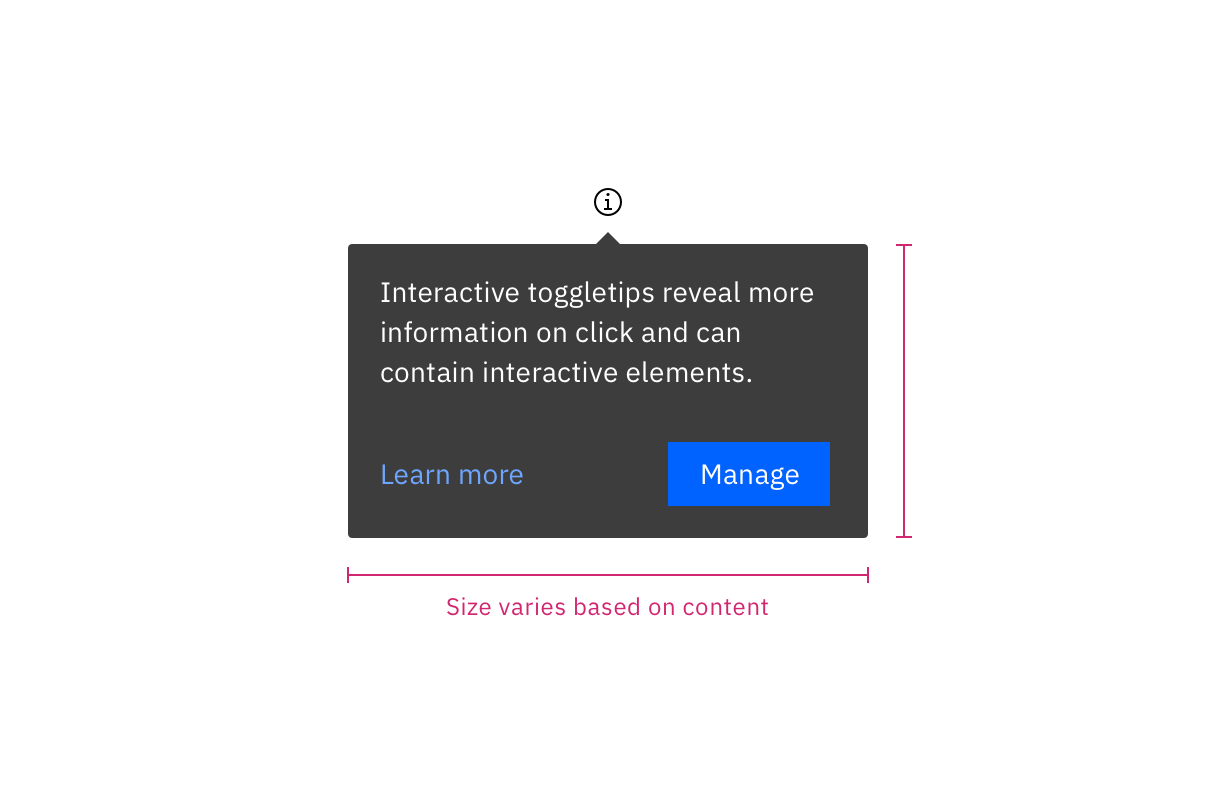 Interactive toggletips reveal more
information on click and can
contain interactive elements.
Learn more
Manage
Size varies based on content